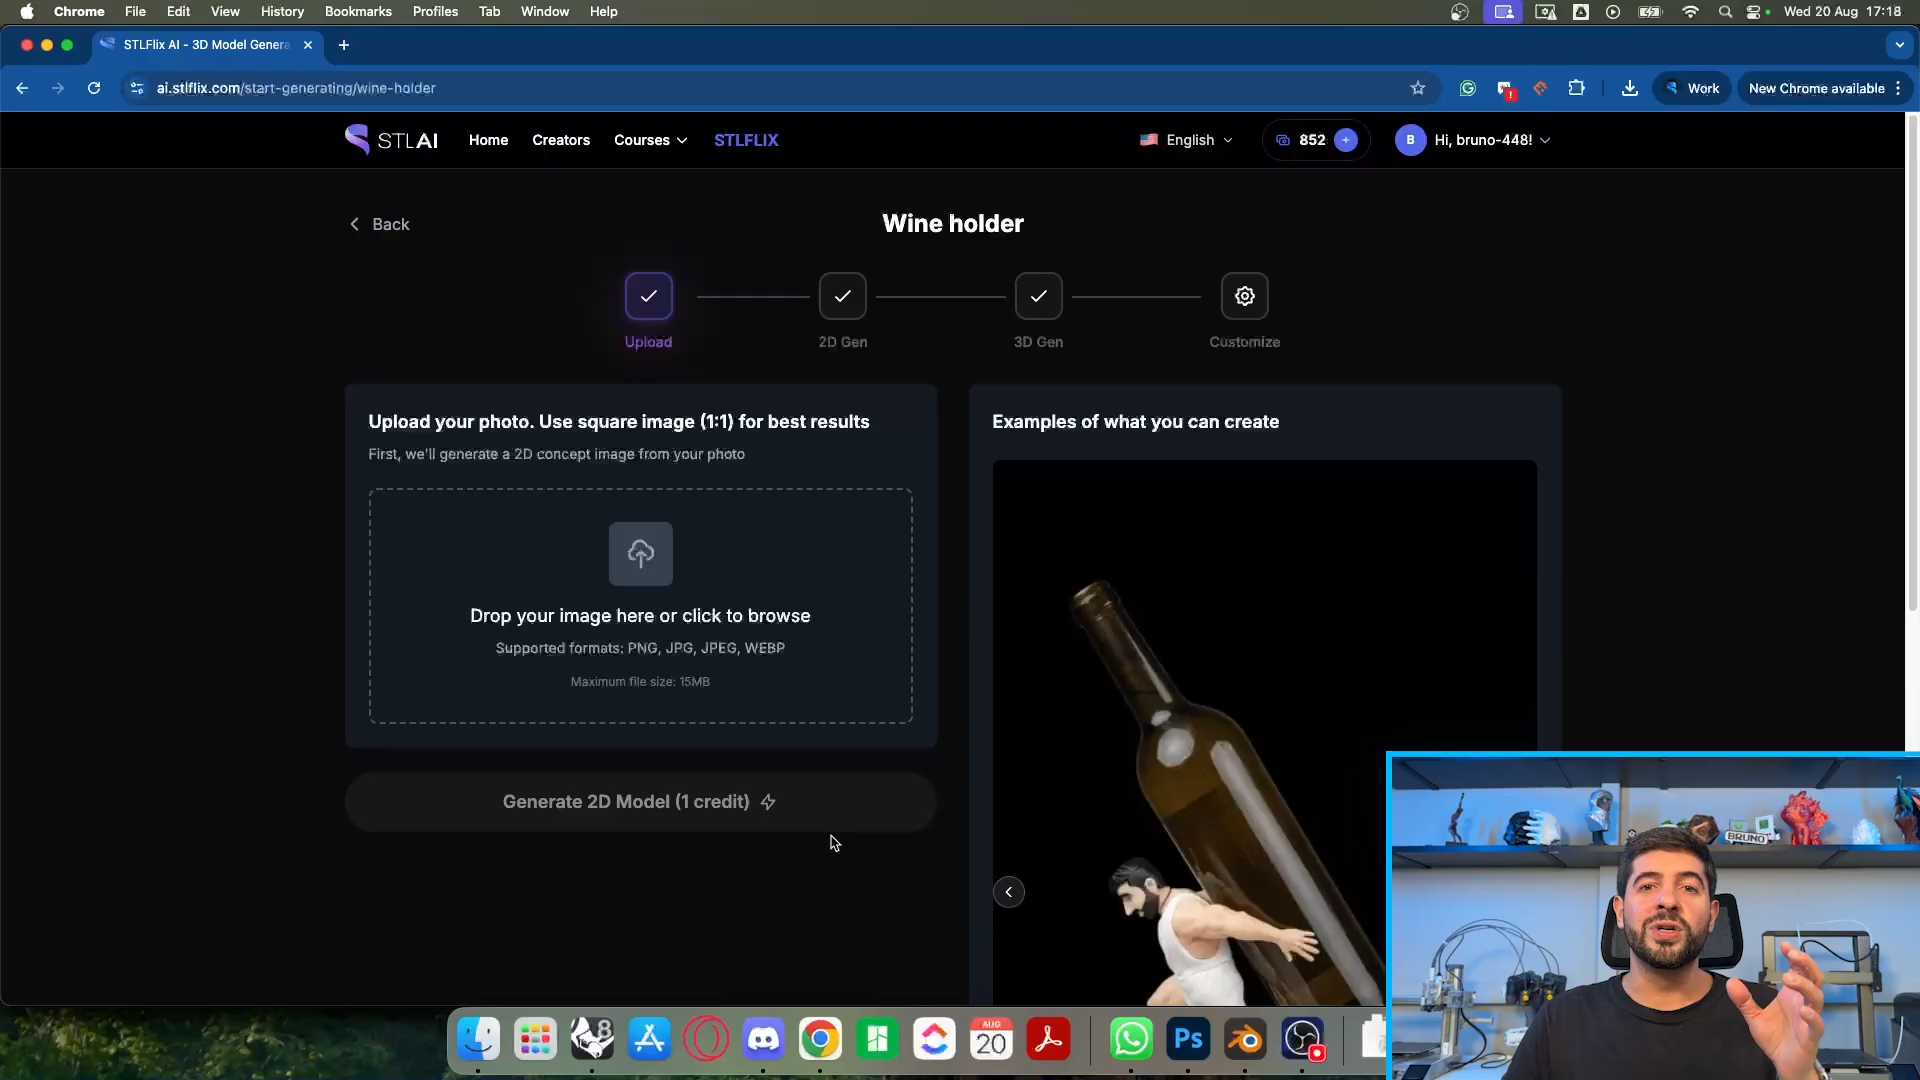 Chrome File Edit View History Bookmarks Profiles Tab Window Help
Wed 20 Aug 17:18
STLFlix AI - 3D Model Genera
ai.stlflix.com/start-generating/wine-holder
Work
New Chrome available
STLAI
Home
Creators
Courses
STLFLIX
English
852
B
Hi, bruno-448!
Back
Wine holder
Upload
2D Gen
3D Gen
Customize
Upload your photo. Use square image (1:1) for best results
First, we'll generate a 2D concept image from your photo
Drop your image here or click to browse
Supported formats: PNG, JPG, JPEG, WEBP
Maximum file size: 15MB
Generate 2D Model (1 credit)
Examples of what you can create
BRUNO
8
AUG
20
Ps